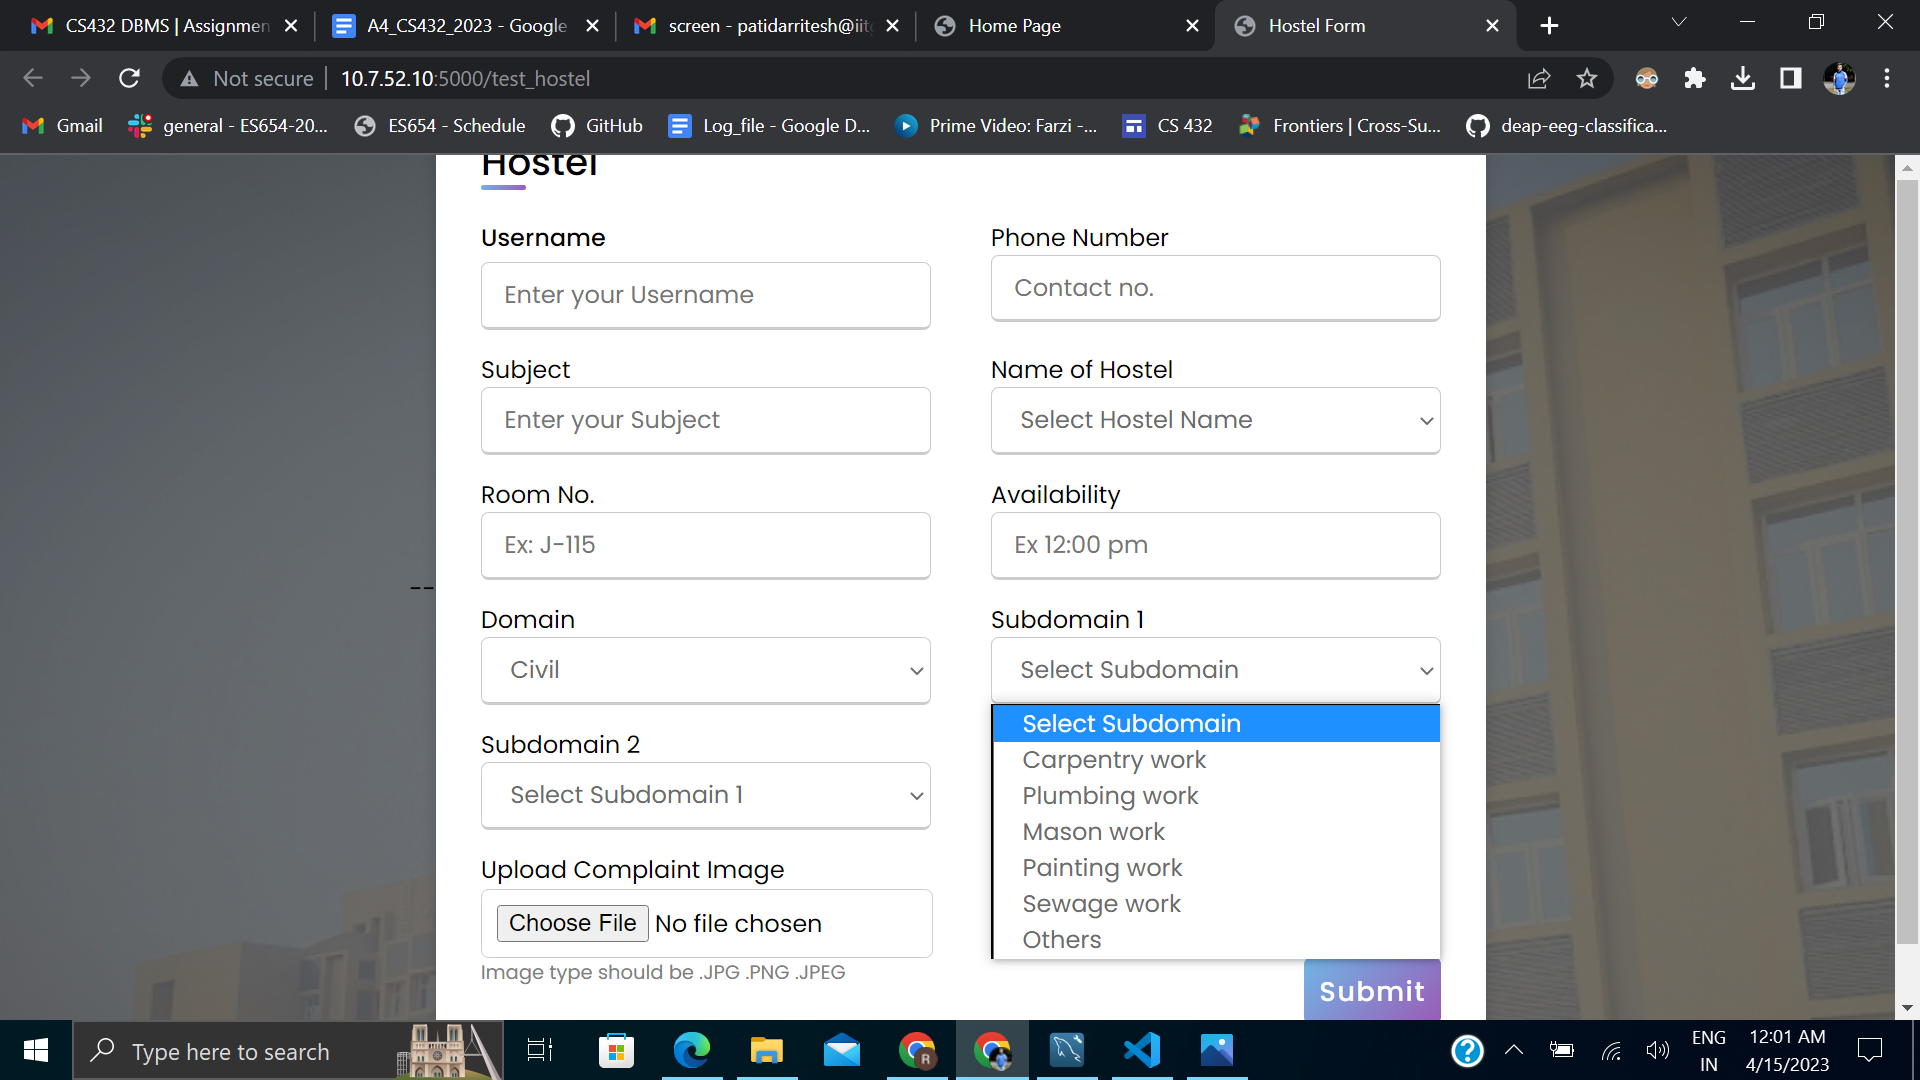 CS432 DBMS | Assignmen
A4_CS432_2023 - Google
screen - patidarritesh@iit
Home Page
Hostel Form
Not secure
10.7.52.10:5000/test_hostel
Gmail
general - ES654-20...
ES654 - Schedule
GitHub
Log_file - Google D...
Prime Video: Farzi -...
CS 432
Frontiers | Cross-Su...
deap-eeg-classifica...
Hostel
Username
Phone Number
Enter your Username
Contact no.
Subject
Name of Hostel
Enter your Subject
Select Hostel Name
Room No.
Availability
Ex: J-115
Ex 12:00 pm
--
Domain
Subdomain 1
Civil
Select Subdomain
Select Subdomain
Carpentry work
Plumbing work
Mason work
Painting work
Sewage work
Others
Subdomain 2
Select Subdomain 1
Upload Complaint Image
Choose File No file chosen
Image type should be .JPG .PNG .JPEG
Submit
Type here to search
R
?
ENG
IN
12:01 AM
4/15/2023